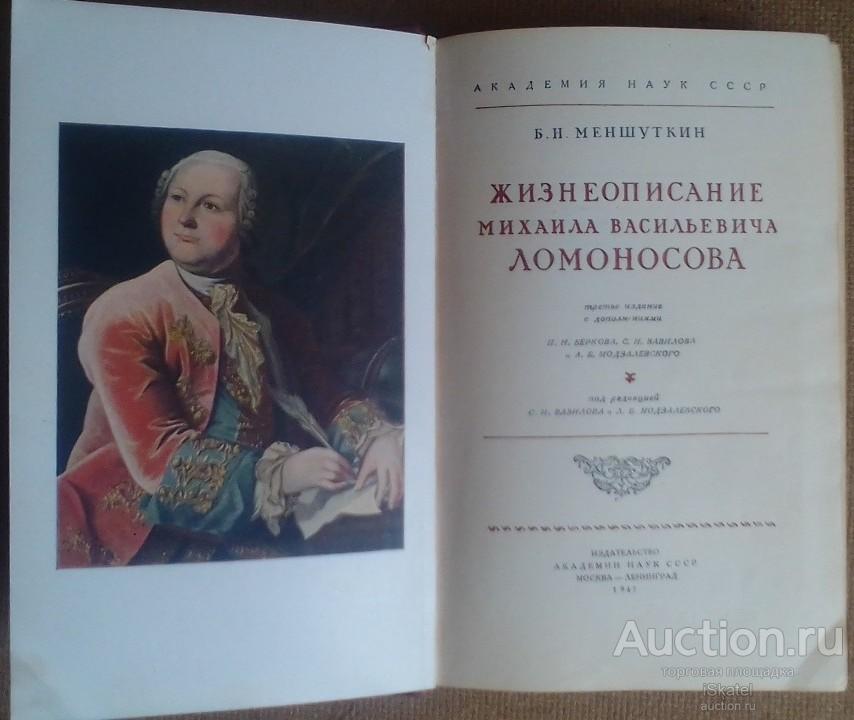 АКАДЕМИЯ НАУК СССР
Б. Н. МЕНШУТКИН
ЖИЗНЕОПИСАНИЕ
МИХАИЛА ВАСИЛЬЕВИЧА
ЛОМОНОСОВА
третье издание
с дополнениями
П. Н. БЕРКОВА, С. И. ВАВИЛОВА
и Л. Б. МОДЗАЛЕВСКОГО
под редакцией
С. И. ВАВИЛОВА и Л. Б. МОДЗАЛЕВСКОГО
ИЗДАТЕЛЬСТВО
АКАДЕМИИ НАУК СССР
МОСКВА — ЛЕНИНГРАД
1947
Auction.ru
торговая площадка
iSkatel
auction.ru